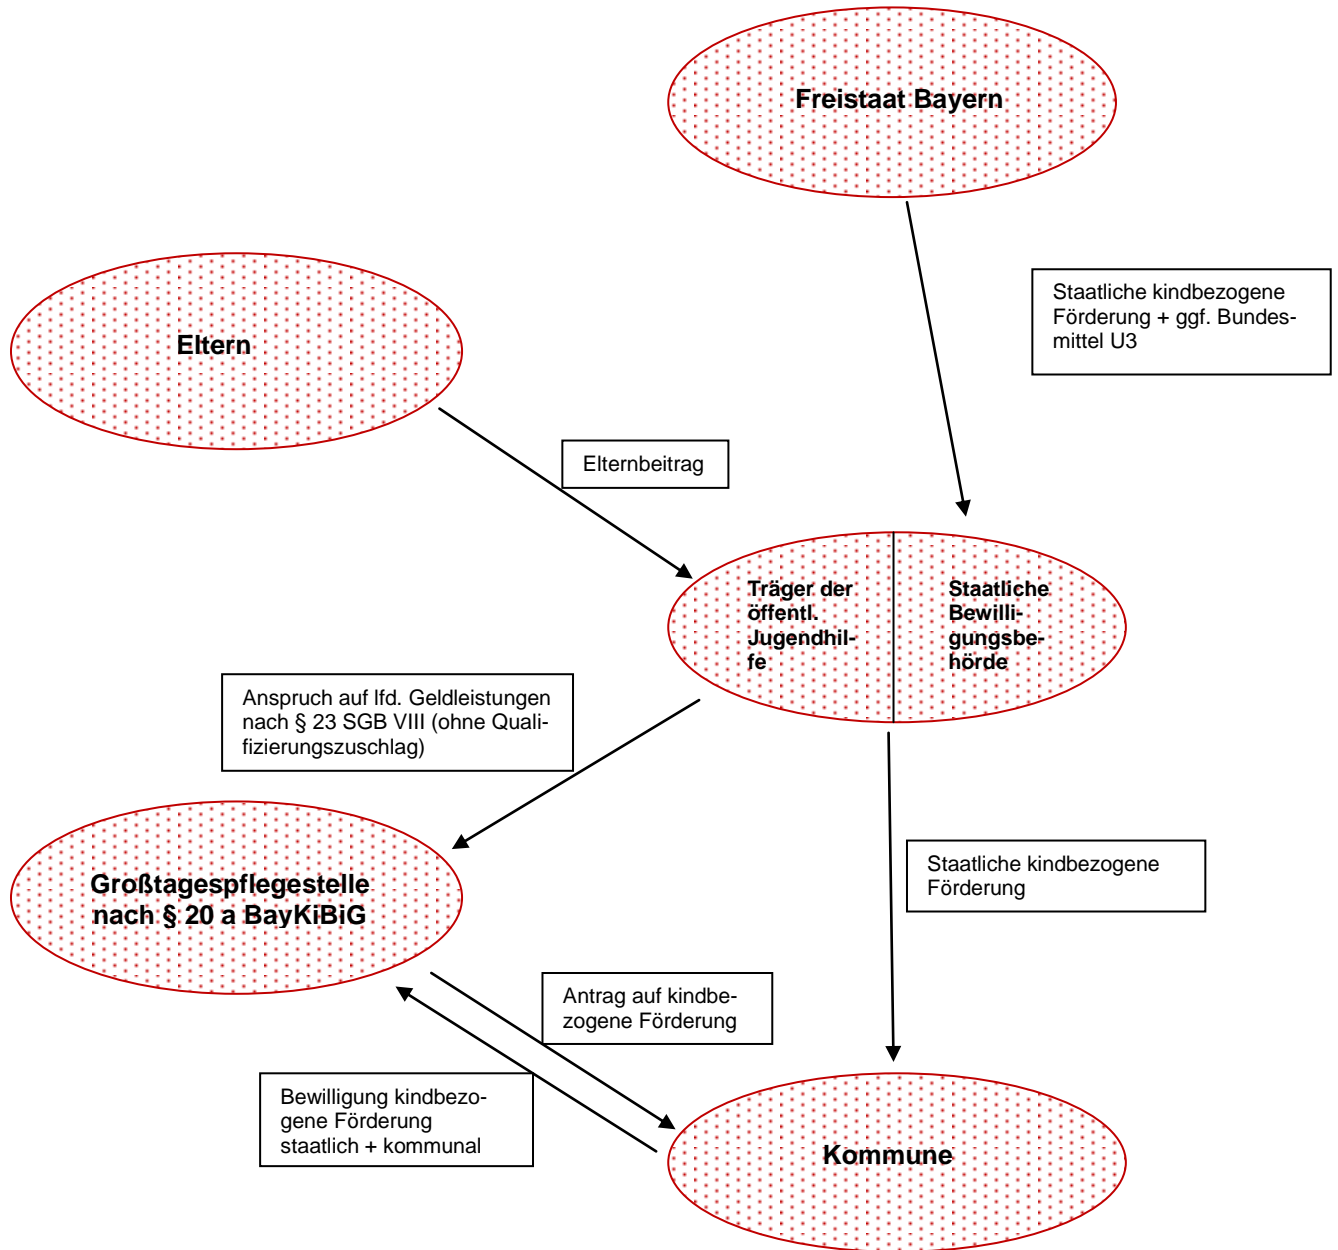 Freistaat Bayern
Staatliche kindbezogene
Förderung + ggf. Bundes-
mittel U3
Eltern
Elternbeitrag
Träger der
öffentl.
Jugendhil-
fe
Staatliche
Bewilli-
gungsbe-
hörde
Anspruch auf lfd. Geldleistungen
nach § 23 SGB VIII (ohne Quali-
fizierungszuschlag)
Staatliche kindbezogene
Förderung
Großtagespflegestelle
nach § 20 a BayKiBiG
Antrag auf kindbe-
zogene Förderung
Bewilligung kindbezo-
gene Förderung
staatlich + kommunal
Kommune